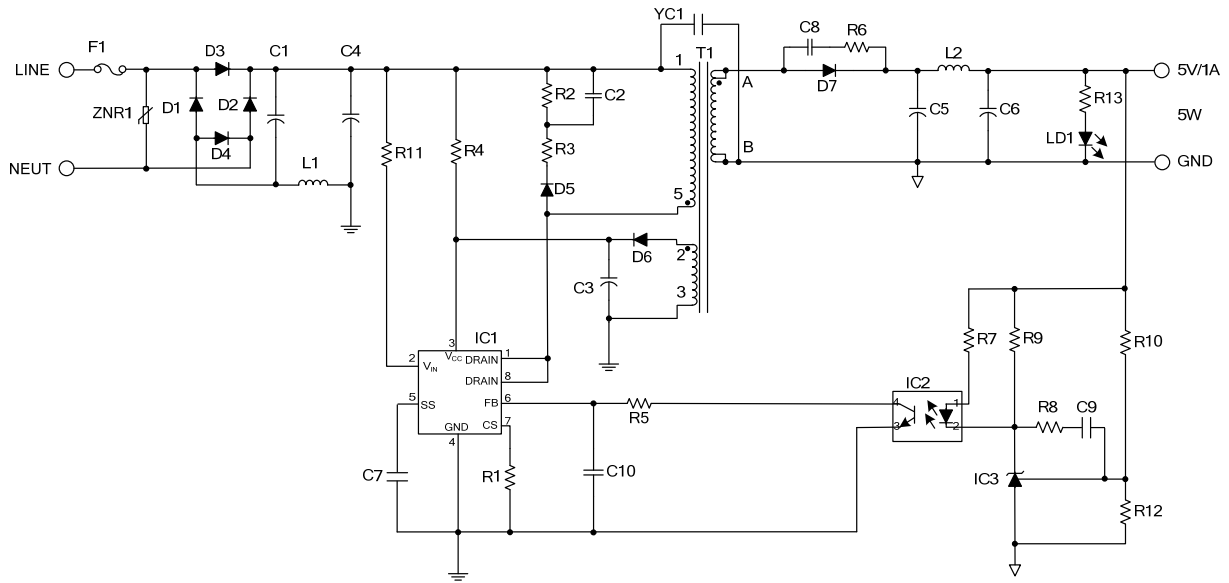 YC1
C8
R6
F1
D3
C1
C4
T1
L2
LINE
1
5V/1A
ZNR1
D1
D2
R2
C2
A
D7
C5
C6
R13
5W
D4
R11
R4
R3
B
LD1
NEUT
L1
D5
5
GND
2
D6
C3
3
IC1
R7
R9
R10
3
VCC
DRAIN
1
2
VIN
DRAIN
8
IC2
5
SS
FB
6
R5
4
1
R8
C9
GND
CS
7
3
2
4
C7
R1
C10
IC3
R12